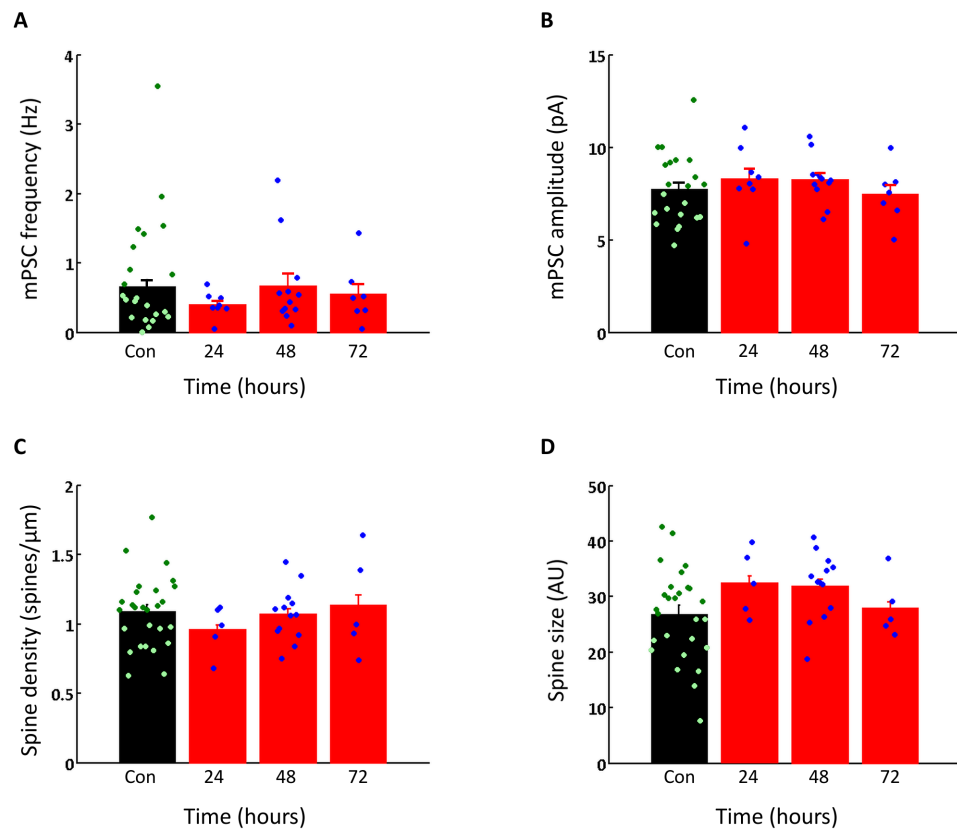 A
mPSC frequency (Hz)
4
3
2
1
0
Con 24 48 72
Time (hours)
B
mPSC amplitude (pA)
15
10
5
0
Con 24 48 72
Time (hours)
C
Spine density (spines/μm)
2
1.5
1
0.5
0
Con 24 48 72
Time (hours)
D
Spine size (AU)
50
40
30
20
10
0
Con 24 48 72
Time (hours)